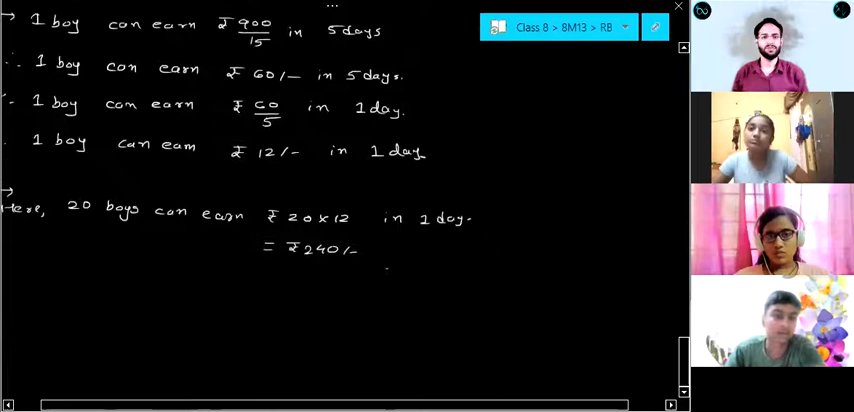 ...
→ 1 boy can earn ₹ 900/15 in 5 days
Class 8 > 8M13 > RB
∴ 1 boy can earn ₹ 60/- in 5 days.
1 boy can earn ₹ 60/5 in 1 day.
1 boy can earn ₹ 12/- in 1 day
→
Here, 20 boys can earn ₹ 20 × 12 in 1 day.
= ₹ 240/-